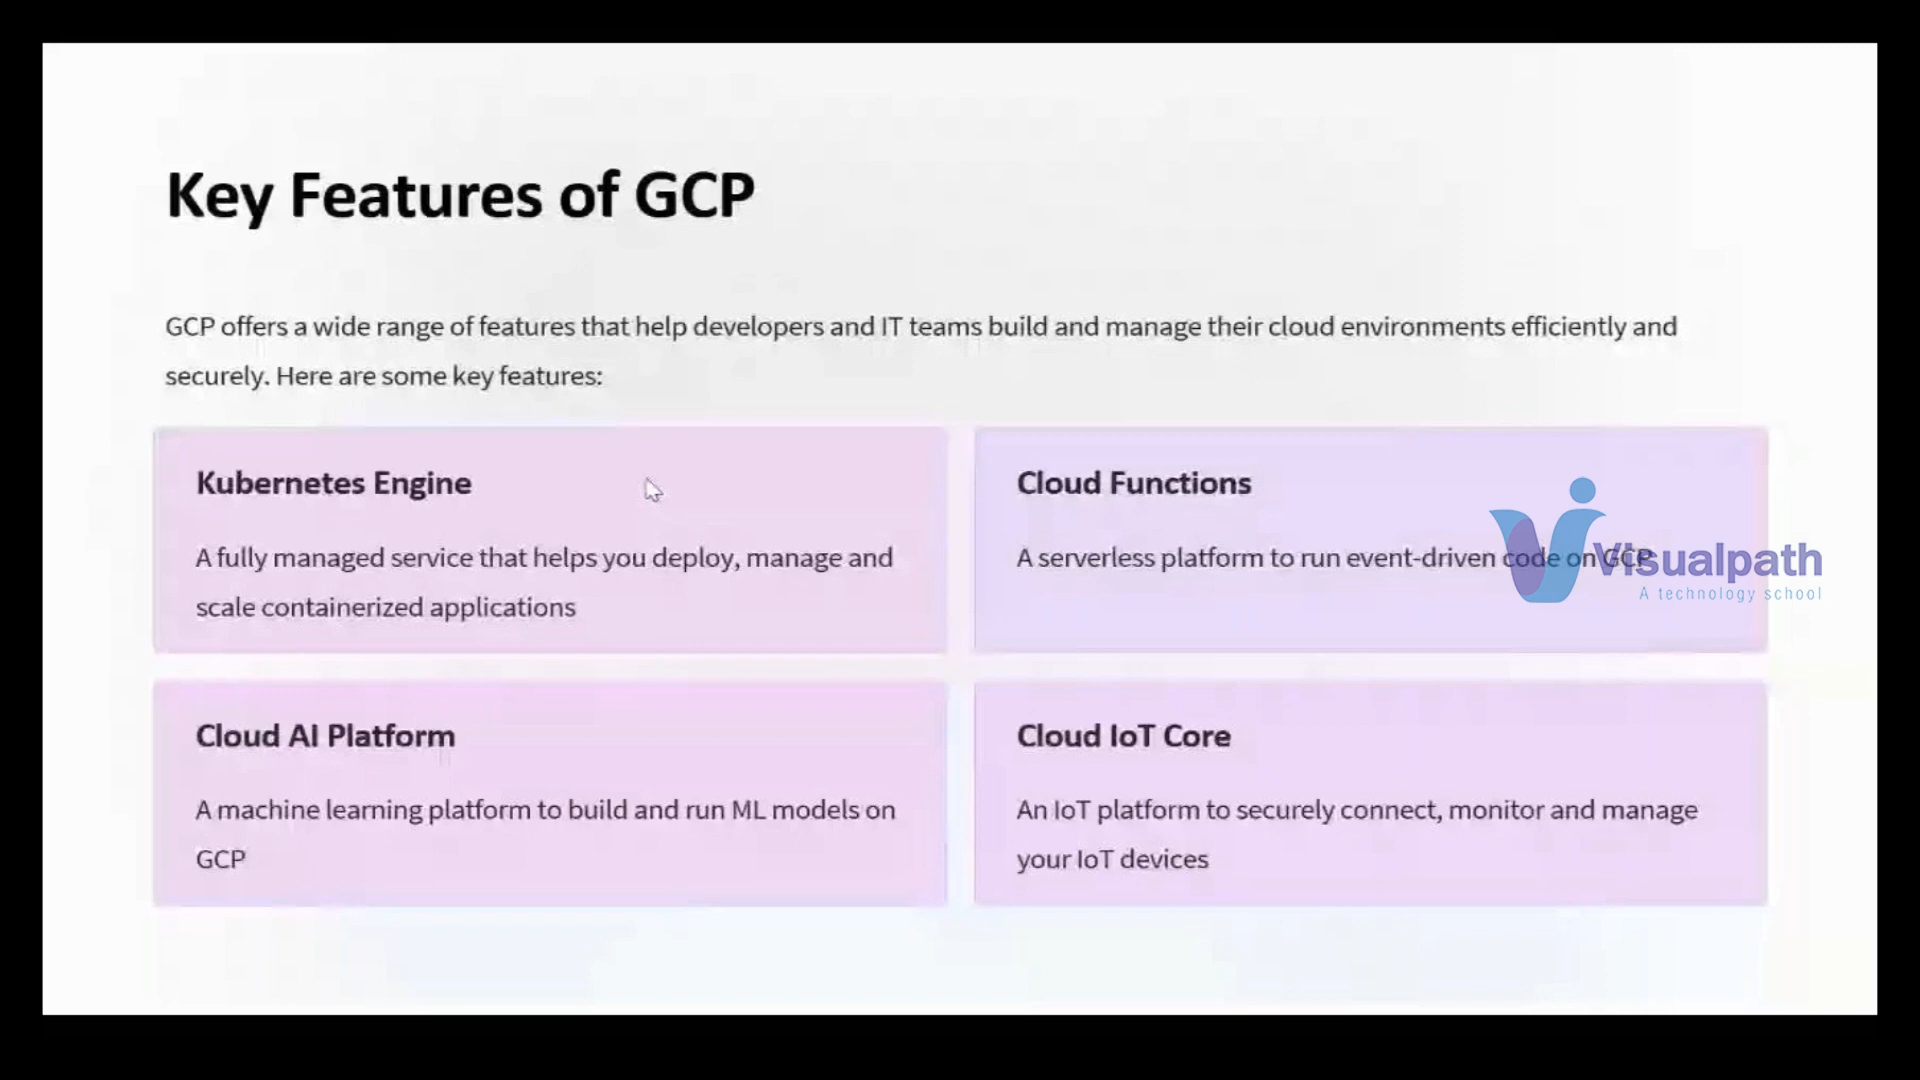 Key Features of GCP
GCP offers a wide range of features that help developers and IT teams build and manage their cloud environments efficiently and
securely. Here are some key features:
Kubernetes Engine
A fully managed service that helps you deploy, manage and
scale containerized applications
Cloud Functions
A serverless platform to run event-driven code on GCP
Visualpath
A technology school
Cloud AI Platform
A machine learning platform to build and run ML models on
GCP
Cloud IoT Core
An IoT platform to securely connect, monitor and manage
your IoT devices